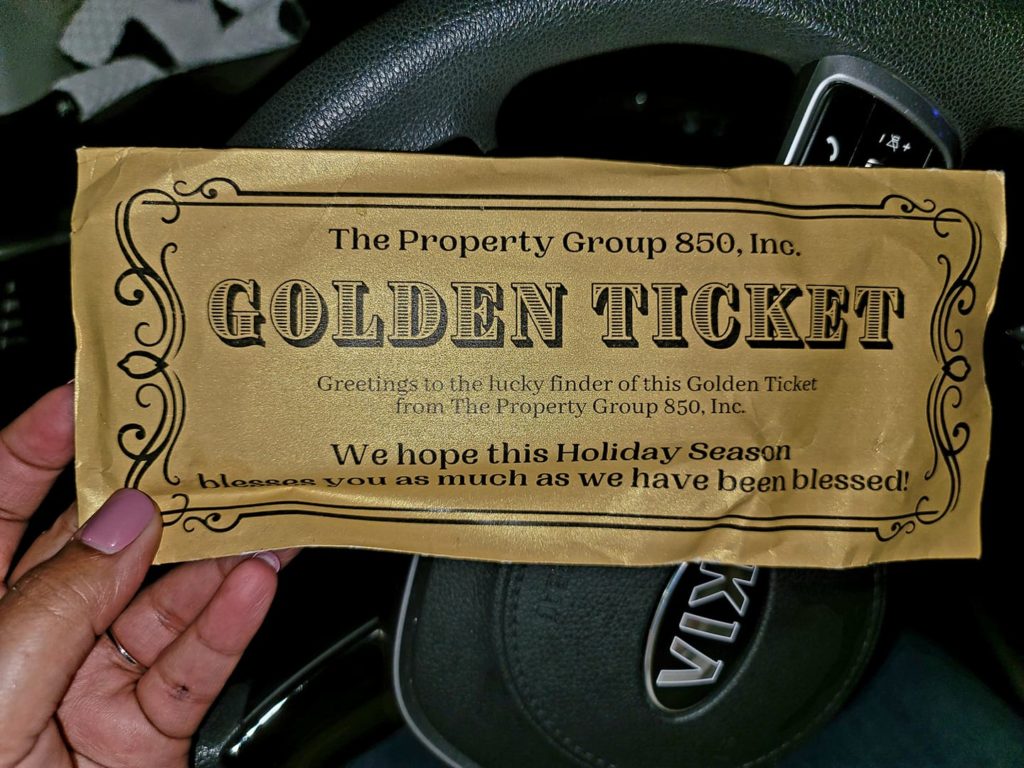 The Property Group 850, Inc.
GOLDEN TICKET
Greetings to the lucky finder of this Golden Ticket
from The Property Group 850, Inc.
We hope this Holiday Season
blesses you as much as we have been blessed!
KIA